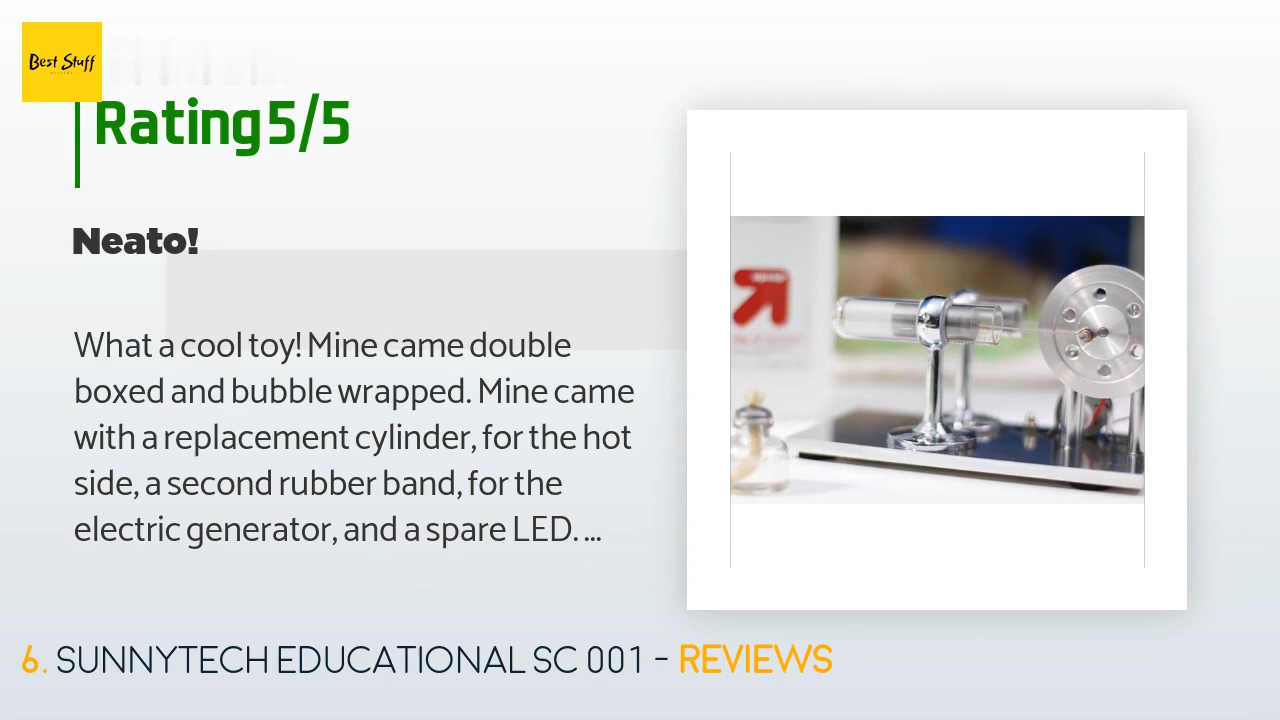 Best Stuff
Rating 5/5
Neato!
What a cool toy! Mine came double
boxed and bubble wrapped. Mine came
with a replacement cylinder, for the hot
side, a second rubber band, for the
electric generator, and a spare LED. ...
6. SUNNYTECH EDUCATIONAL SC 001 - REVIEWS